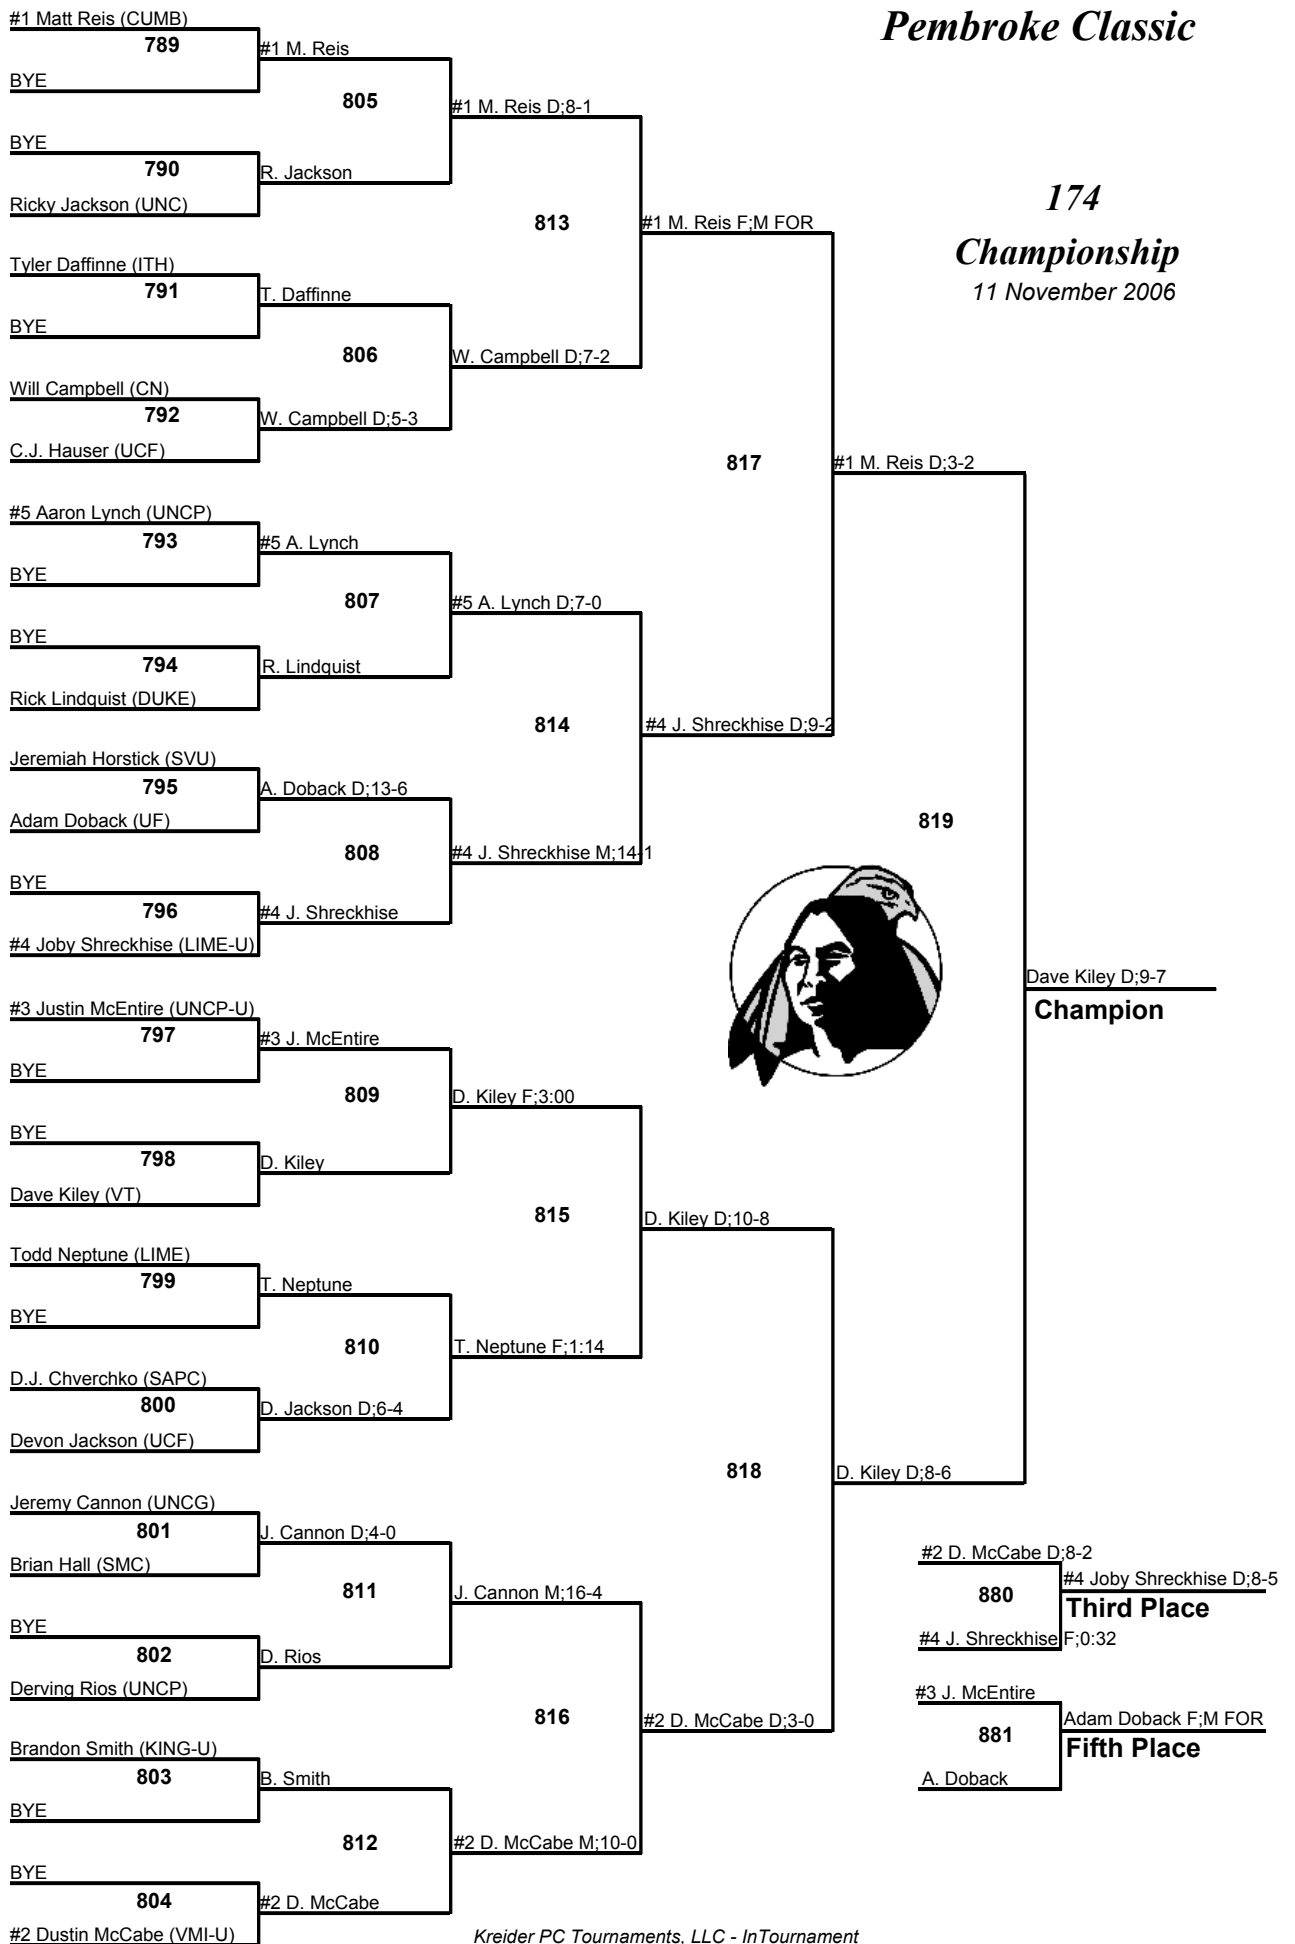 Pembroke Classic
174
Championship
11 November 2006
#1 Matt Reis (CUMB)
789
BYE
#1 M. Reis
805
BYE
790
Ricky Jackson (UNC)
R. Jackson
#1 M. Reis D;8-1
813
Tyler Daffinne (ITH)
791
BYE
T. Daffinne
806
Will Campbell (CN)
792
C.J. Hauser (UCF)
W. Campbell D;5-3
W. Campbell D;7-2
#1 M. Reis F;M FOR
817
#5 Aaron Lynch (UNCP)
793
BYE
#5 A. Lynch
807
BYE
794
Rick Lindquist (DUKE)
R. Lindquist
#5 A. Lynch D;7-0
814
Jeremiah Horstick (SVU)
795
Adam Doback (UF)
A. Doback D;13-6
808
BYE
796
#4 Joby Shreckhise (LIME-U)
#4 J. Shreckhise
#4 J. Shreckhise M;14-1
#4 J. Shreckhise D;9-2
#1 M. Reis D;3-2
819
#3 Justin McEntire (UNCP-U)
797
BYE
#3 J. McEntire
809
BYE
798
Dave Kiley (VT)
D. Kiley
D. Kiley F;3:00
815
Todd Neptune (LIME)
799
BYE
T. Neptune
810
D.J. Chverchko (SAPC)
800
Devon Jackson (UCF)
D. Jackson D;6-4
T. Neptune F;1:14
D. Kiley D;10-8
818
Jeremy Cannon (UNCG)
801
Brian Hall (SMC)
J. Cannon D;4-0
811
BYE
802
Derving Rios (UNCP)
D. Rios
J. Cannon M;16-4
816
Brandon Smith (KING-U)
803
BYE
B. Smith
812
BYE
804
#2 Dustin McCabe (VMI-U)
#2 D. McCabe
#2 D. McCabe M;10-0
#2 D. McCabe D;3-0
D. Kiley D;8-6
Dave Kiley D;9-7
Champion
#2 D. McCabe D;8-2
880
#4 J. Shreckhise F;0:32
#4 Joby Shreckhise D;8-5
Third Place
#3 J. McEntire
881
A. Doback
Adam Doback F;M FOR
Fifth Place
Kreider PC Tournaments, LLC - InTournament